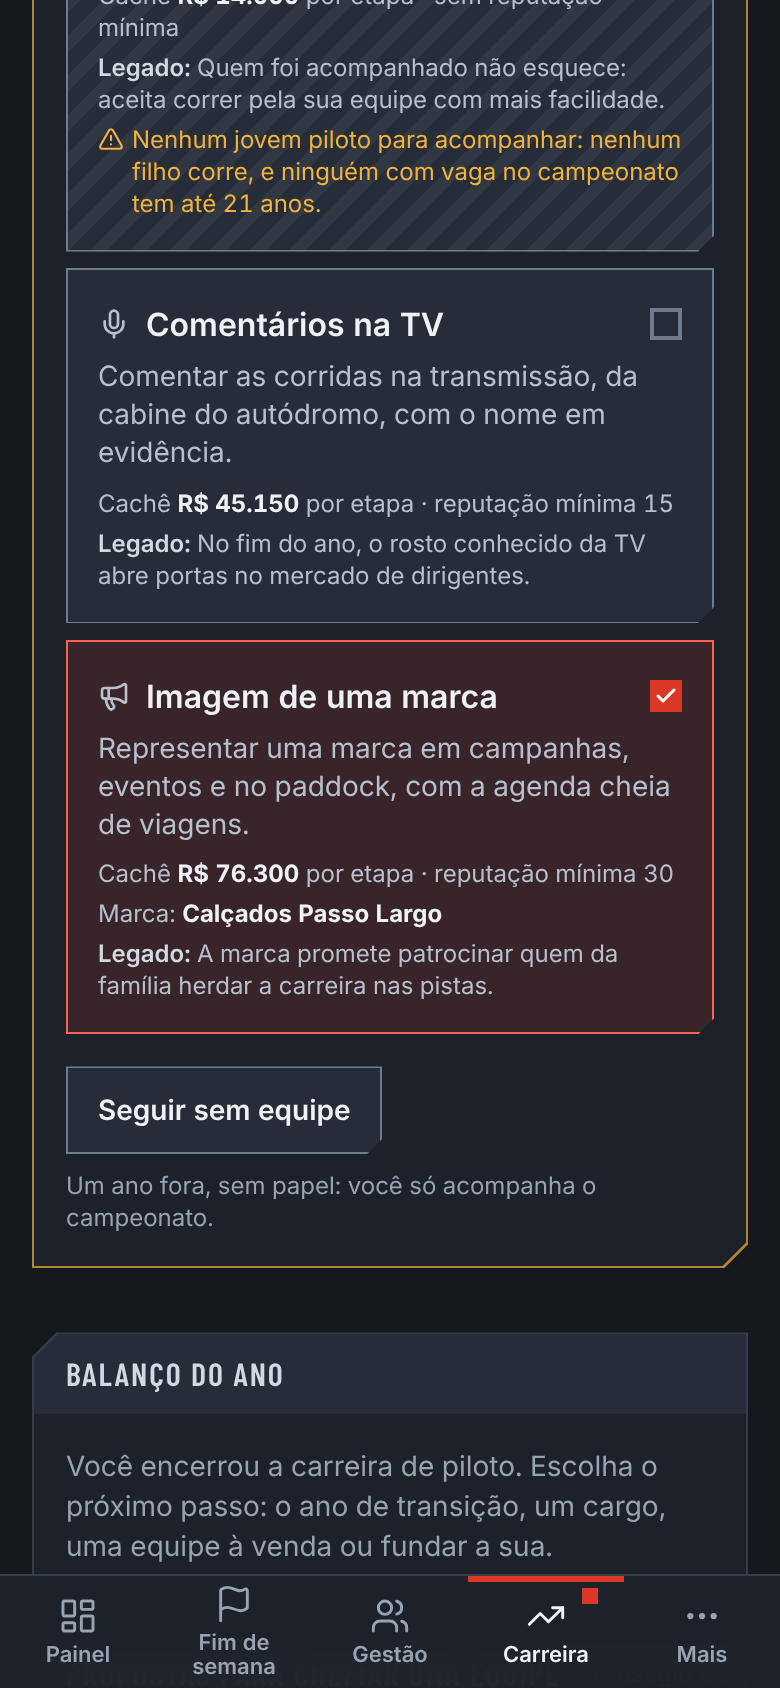 Cachê R$ 14.000 por etapa · sem reputação
mínima
Legado: Quem foi acompanhado não esquece:
aceita correr pela sua equipe com mais facilidade.
Nenhum jovem piloto para acompanhar: nenhum
filho corre, e ninguém com vaga no campeonato
tem até 21 anos.
Comentários na TV
Comentar as corridas na transmissão, da
cabine do autódromo, com o nome em
evidência.
Cachê R$ 45.150 por etapa · reputação mínima 15
Legado: No fim do ano, o rosto conhecido da TV
abre portas no mercado de dirigentes.
Imagem de uma marca
Representar uma marca em campanhas,
eventos e no paddock, com a agenda cheia
de viagens.
Cachê R$ 76.300 por etapa · reputação mínima 30
Marca: Calçados Passo Largo
Legado: A marca promete patrocinar quem da
família herdar a carreira nas pistas.
Seguir sem equipe
Um ano fora, sem papel: você só acompanha o
campeonato.
BALANÇO DO ANO
Você encerrou a carreira de piloto. Escolha o
próximo passo: o ano de transição, um cargo,
uma equipe à venda ou fundar a sua.
Painel
Fim de
semana
Gestão
Carreira
Mais